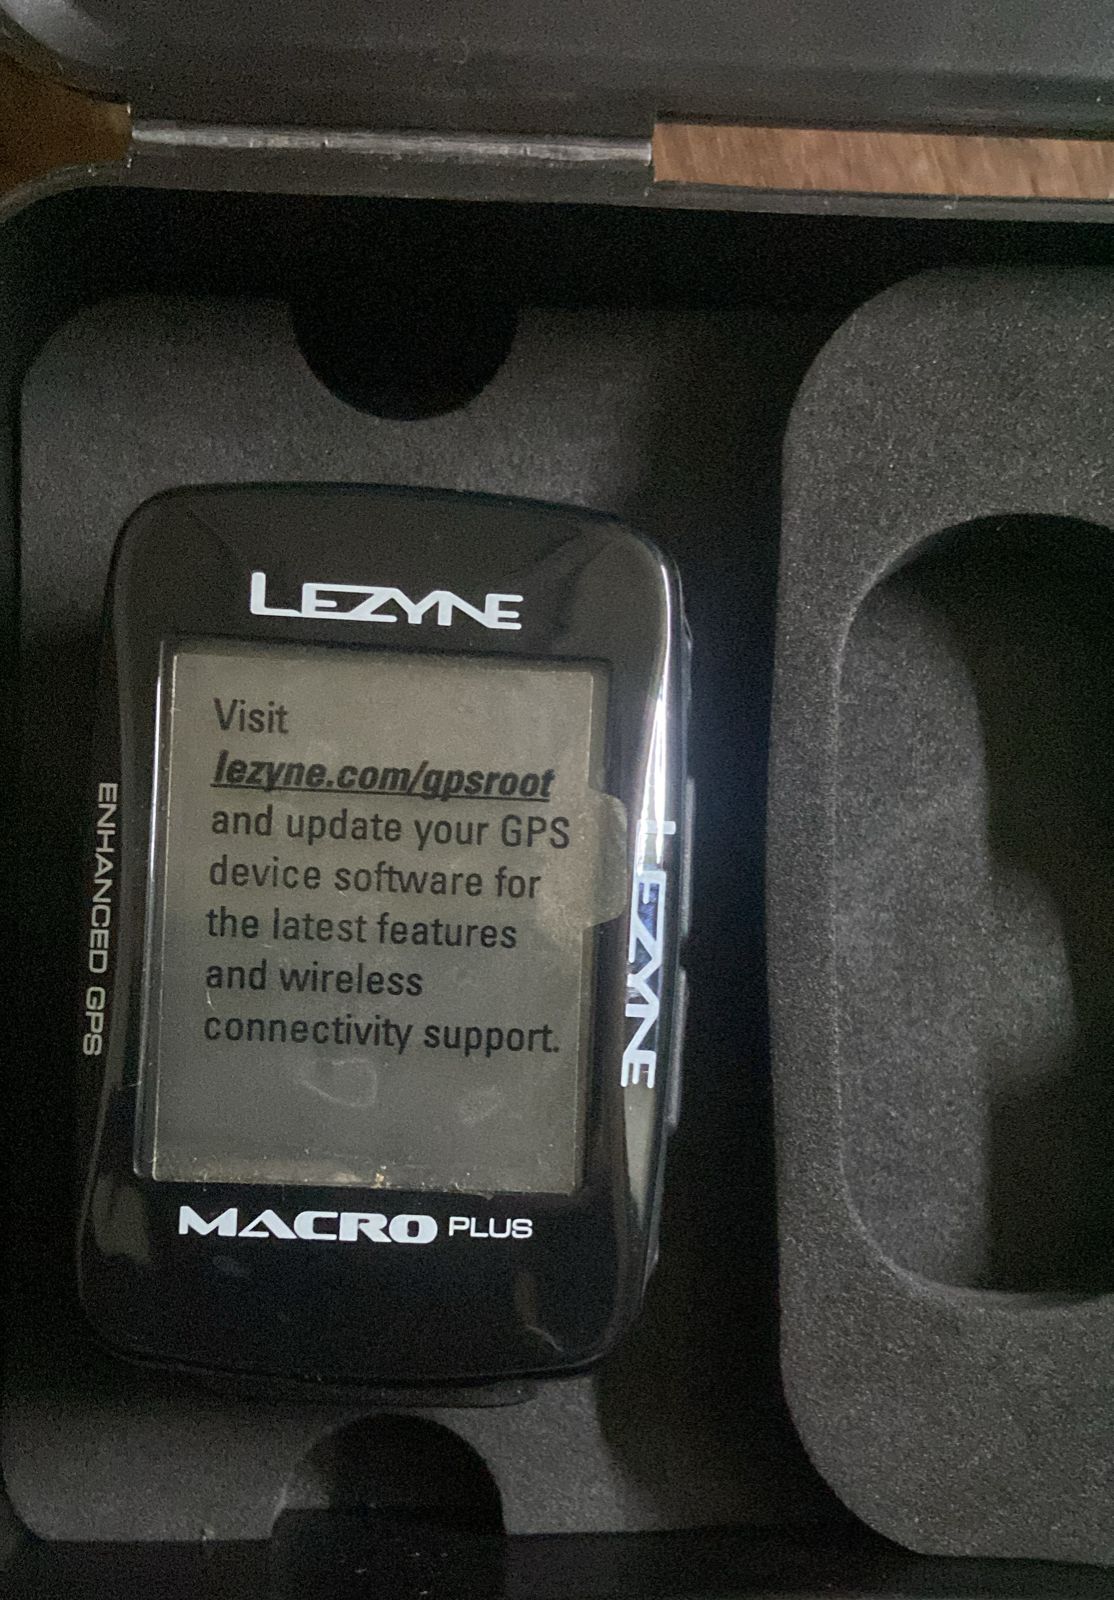 LEZYNE
Visit
lezyne.com/gpsroot
and update your GPS
device software for
the latest features
and wireless
connectivity support.
MACRO PLUS
ENHANCED GPS
LEZYNE